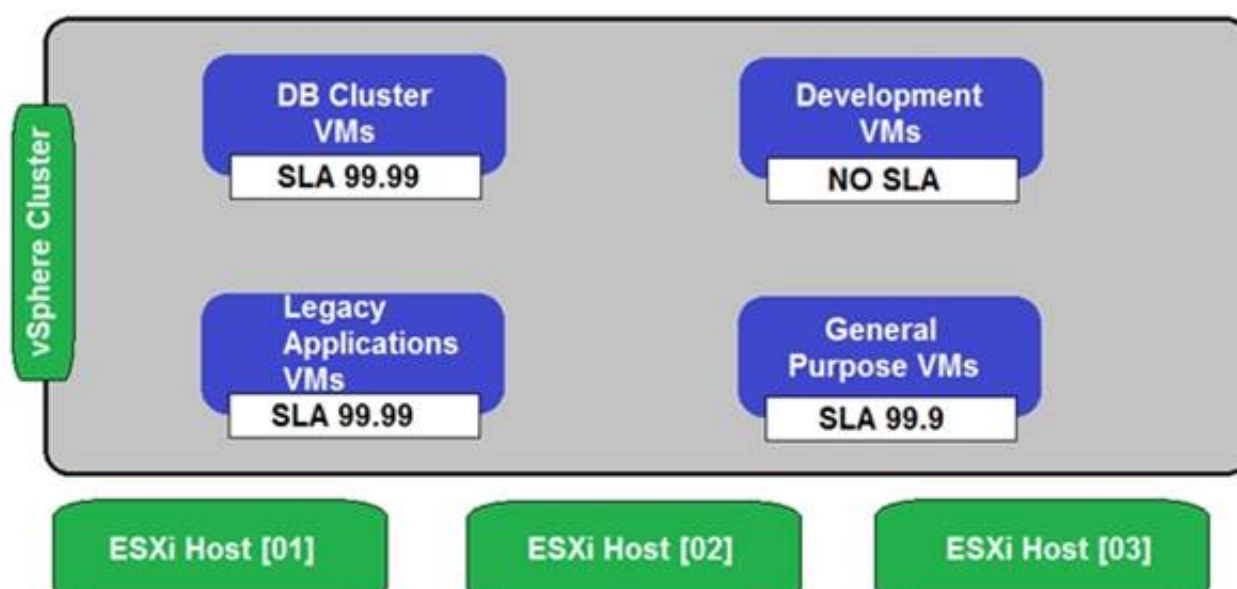 vSphere Cluster
DB Cluster
VMs
SLA 99.99
Development
VMs
NO SLA
Legacy
Applications
VMs
SLA 99.99
General
Purpose VMs
SLA 99.9
ESXi Host [01]
ESXi Host [02]
ESXi Host [03]